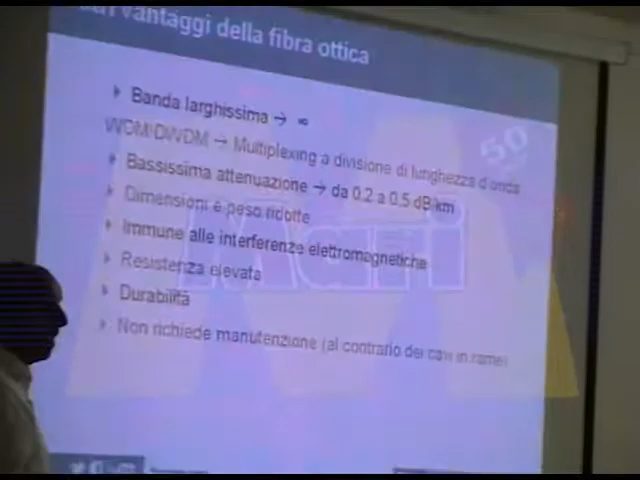 vantaggi della fibra ottica
Banda larghissima → ∞
WDM/DWDM → Multiplexing a divisione di lunghezza d'onda
Bassissima attenuazione → da 0.2 a 0.5 dB/km
Dimensioni e peso ridotte
Immune alle interferenze elettromagnetiche
Resistenza elevata
Durabilità
Non richiede manutenzione (al contrario dei cavi in rame)
50